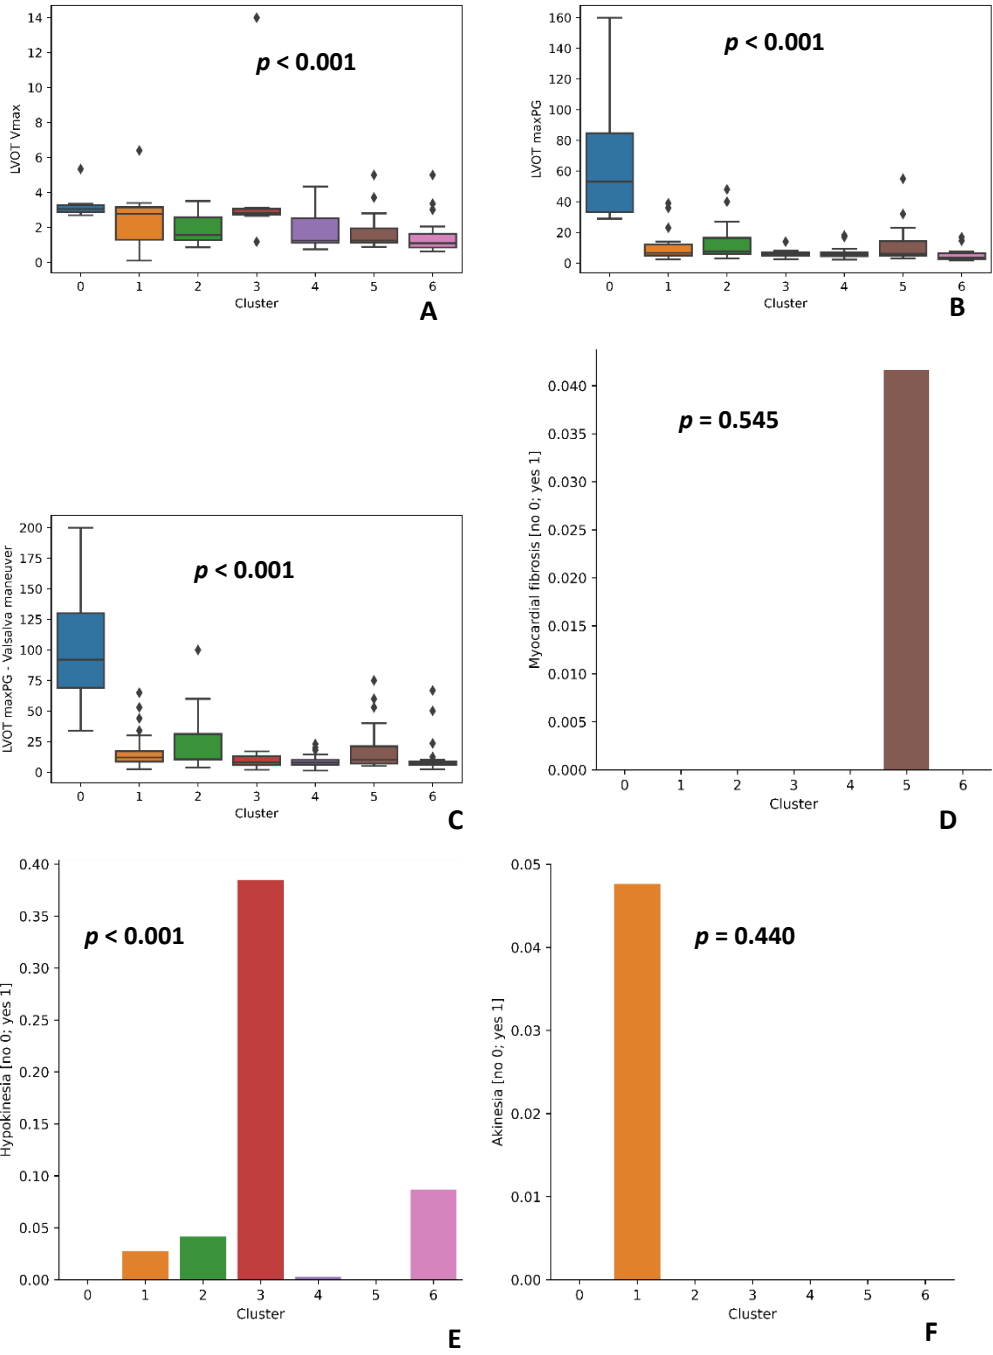 LVOT Vmax
14
12
10
8
6
4
2
0
p < 0.001
0 1 2 3 4 5 6
Cluster
A
LVOT maxPG
160
140
120
100
80
60
40
20
0
p < 0.001
0 1 2 3 4 5 6
Cluster
B
LVOT maxPG - Valsalva maneuver
200
175
150
125
100
75
50
25
0
p < 0.001
0 1 2 3 4 5 6
Cluster
C
Myocardial fibrosis [no 0; yes 1]
0.040
0.035
0.030
0.025
0.020
0.015
0.010
0.005
0.000
p = 0.545
0 1 2 3 4 5 6
Cluster
D
Hypokinesia [no 0; yes 1]
0.40
0.35
0.30
0.25
0.20
0.15
0.10
0.05
0.00
p < 0.001
0 1 2 3 4 5 6
Cluster
E
Akinesia [no 0; yes 1]
0.05
0.04
0.03
0.02
0.01
0.00
p = 0.440
0 1 2 3 4 5 6
Cluster
F